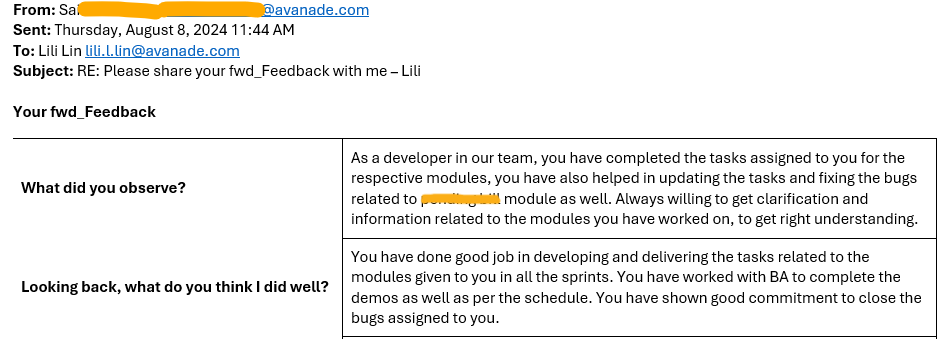 From: Sai @avanade.com
Sent: Thursday, August 8, 2024 11:44 AM
To: Lili Lin lili.l.lin@avanade.com
Subject: RE: Please share your fwd_Feedback with me – Lili
Your fwd_Feedback
What did you observe?
As a developer in our team, you have completed the tasks assigned to you for the
respective modules, you have also helped in updating the tasks and fixing the bugs
related to module as well. Always willing to get clarification and
information related to the modules you have worked on, to get right understanding.
Looking back, what do you think I did well?
You have done good job in developing and delivering the tasks related to the
modules given to you in all the sprints. You have worked with BA to complete the
demos as well as per the schedule. You have shown good commitment to close the
bugs assigned to you.